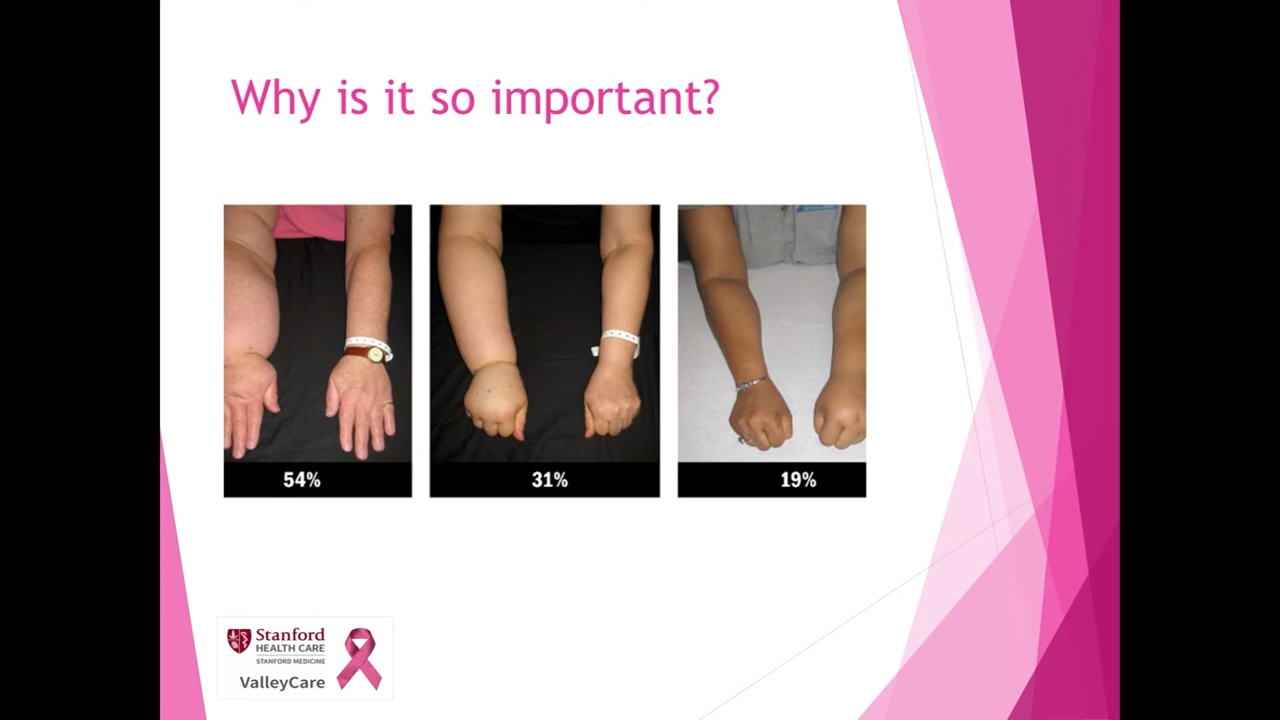 Why is it so important?
54%
31%
19%
Stanford
HEALTH CARE
STANFORD MEDICINE
ValleyCare